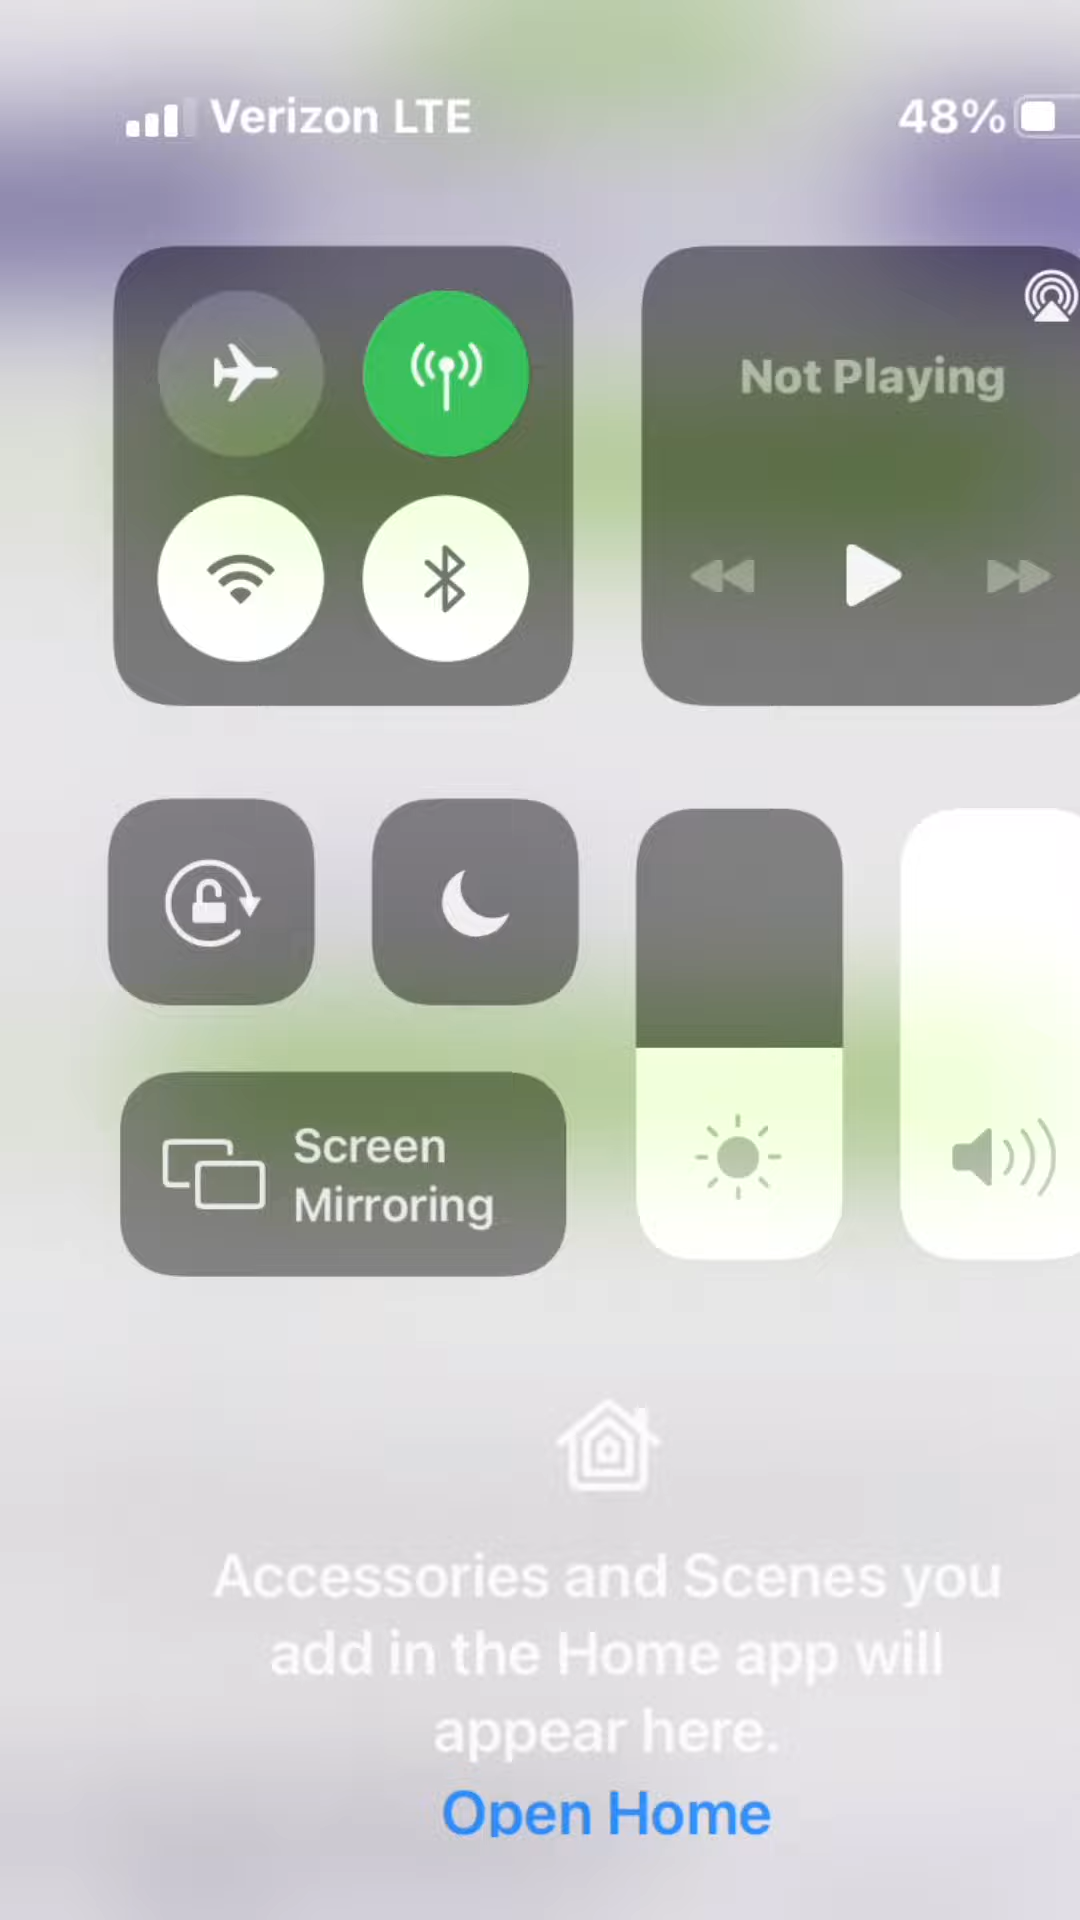 Verizon LTE 48%
Not Playing
Screen
Mirroring
Accessories and Scenes you
add in the Home app will
appear here.
Open Home